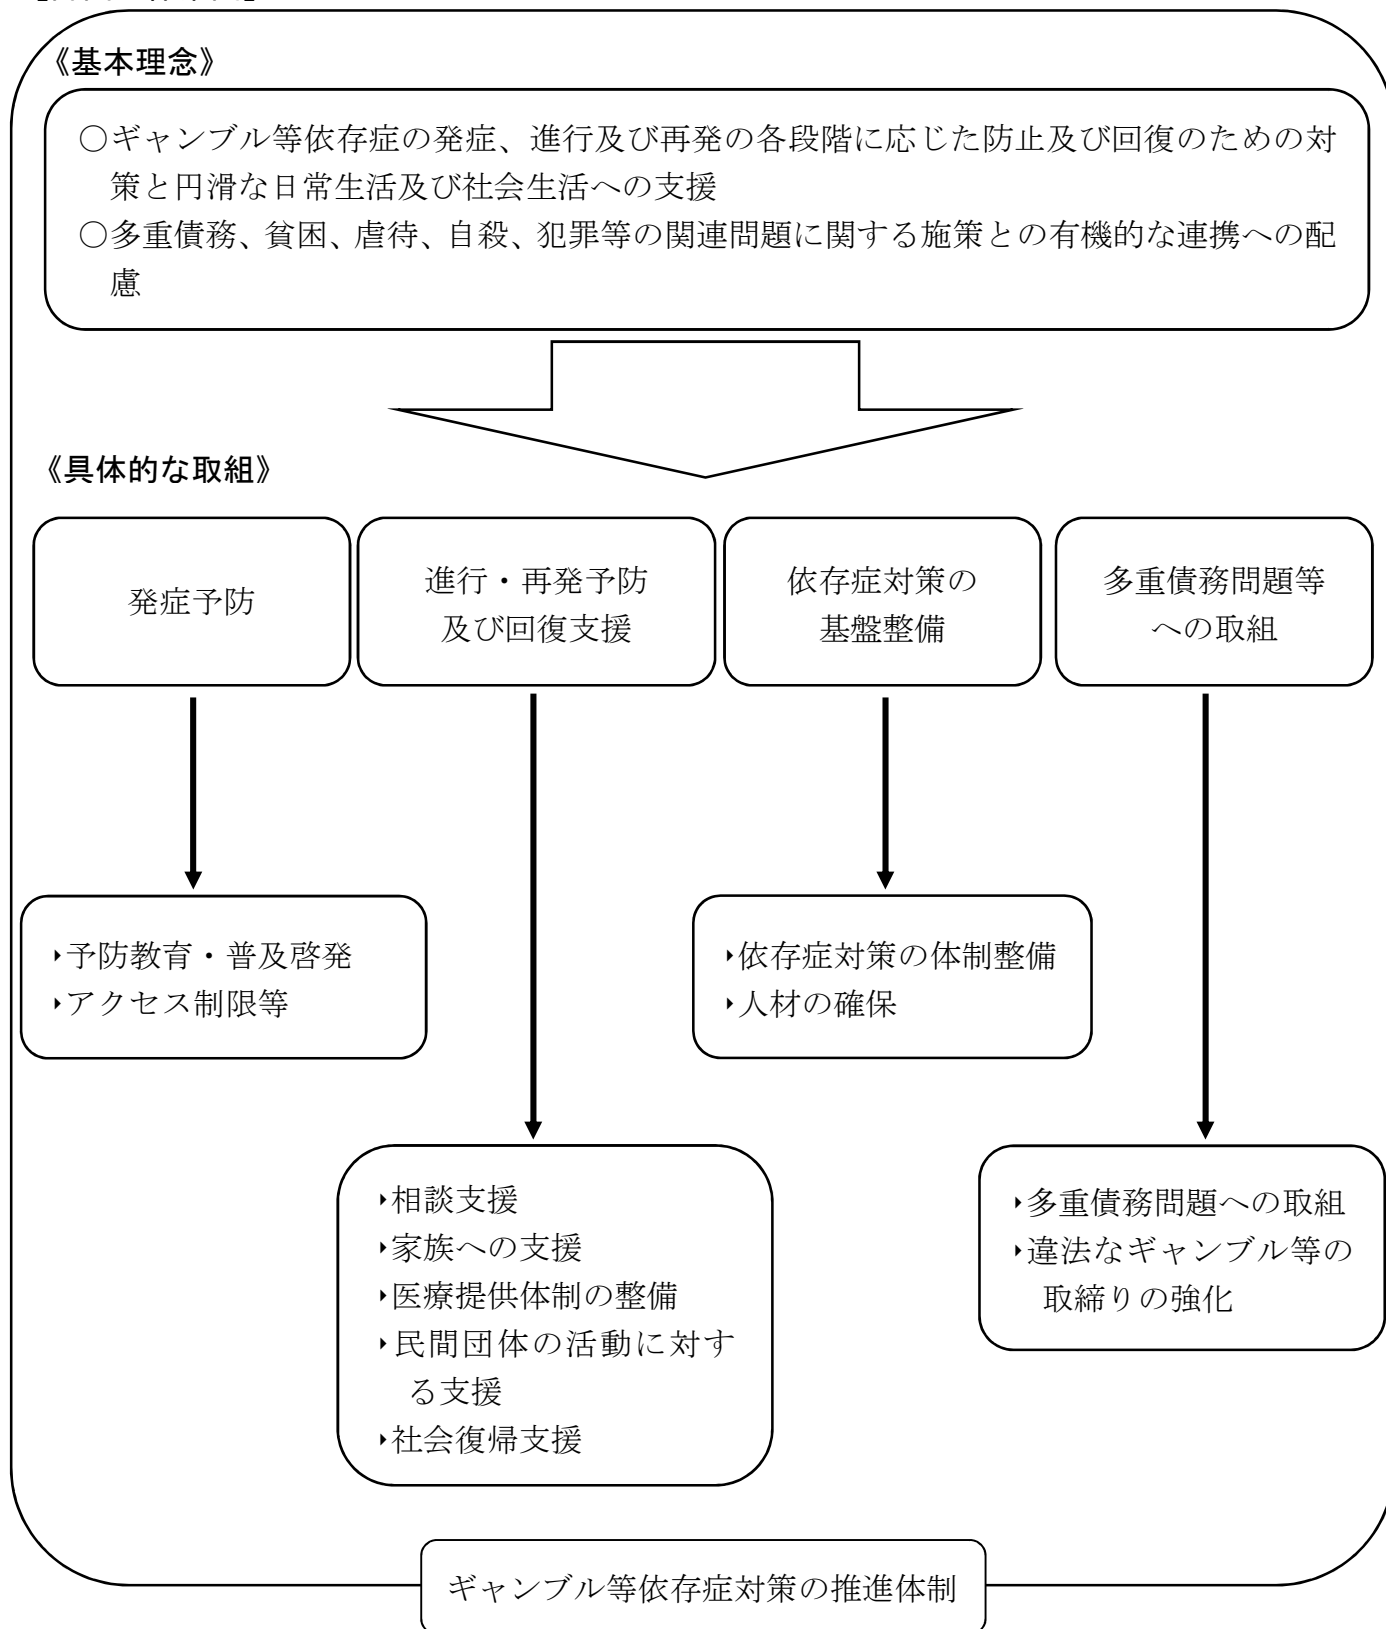 《基本理念》
○ギャンブル等依存症の発症、進行及び再発の各段階に応じた防止及び回復のための対
策と円滑な日常生活及び社会生活への支援
○多重債務、貧困、虐待、自殺、犯罪等の関連問題に関する施策との有機的な連携への配
慮
《具体的な取組》
発症予防
進行・再発予防
及び回復支援
依存症対策の
基盤整備
多重債務問題等
への取組
‣予防教育・普及啓発
‣アクセス制限等
‣依存症対策の体制整備
‣人材の確保
‣相談支援
‣家族への支援
‣医療提供体制の整備
‣民間団体の活動に対す
る支援
‣社会復帰支援
‣多重債務問題への取組
‣違法なギャンブル等の
取締りの強化
ギャンブル等依存症対策の推進体制